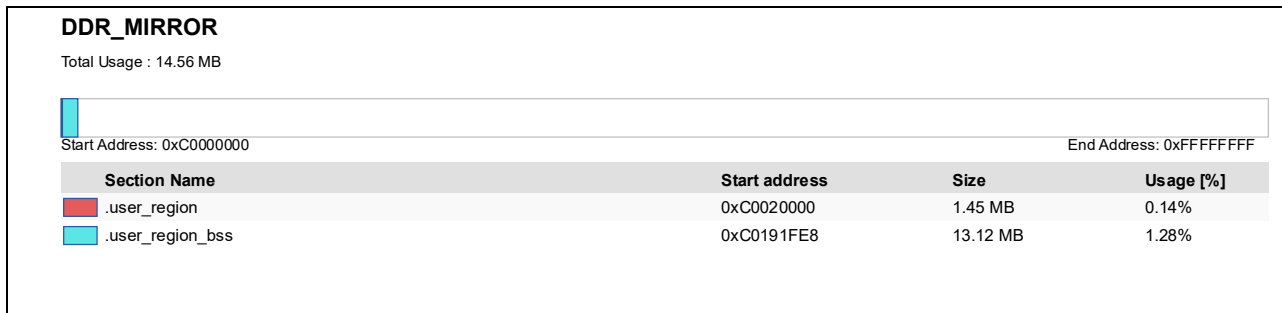 DDR_MIRROR
Total Usage : 14.56 MB
Start Address: 0xC0000000 End Address: 0xFFFFFFFF
Section Name Start address Size Usage [%]
.user_region 0xC0020000 1.45 MB 0.14%
.user_region_bss 0xC0191FE8 13.12 MB 1.28%